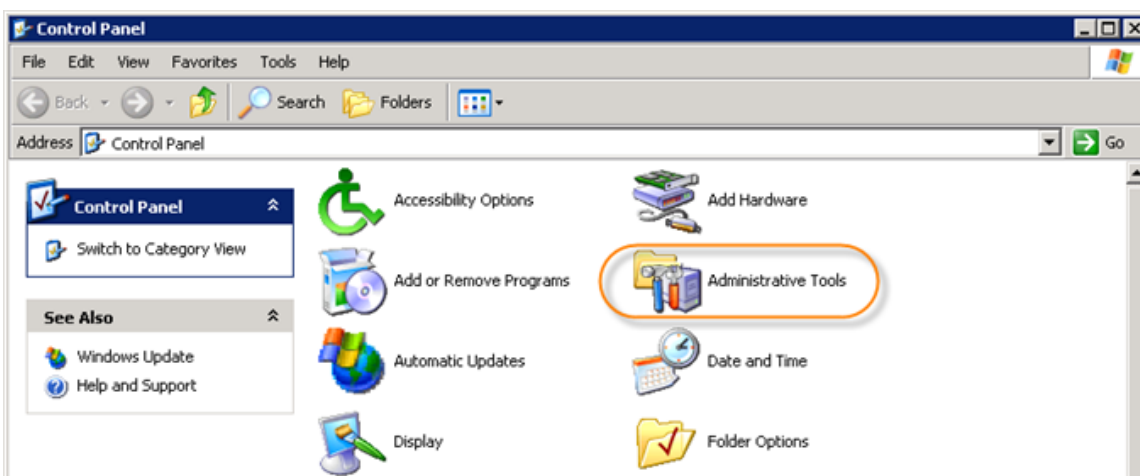 Control Panel
File Edit View Favorites Tools Help
Back Search Folders
Address Control Panel Go
Control Panel
Switch to Category View
See Also
Windows Update
Help and Support
Accessibility Options
Add Hardware
Add or Remove Programs
Administrative Tools
Automatic Updates
Date and Time
Display
Folder Options